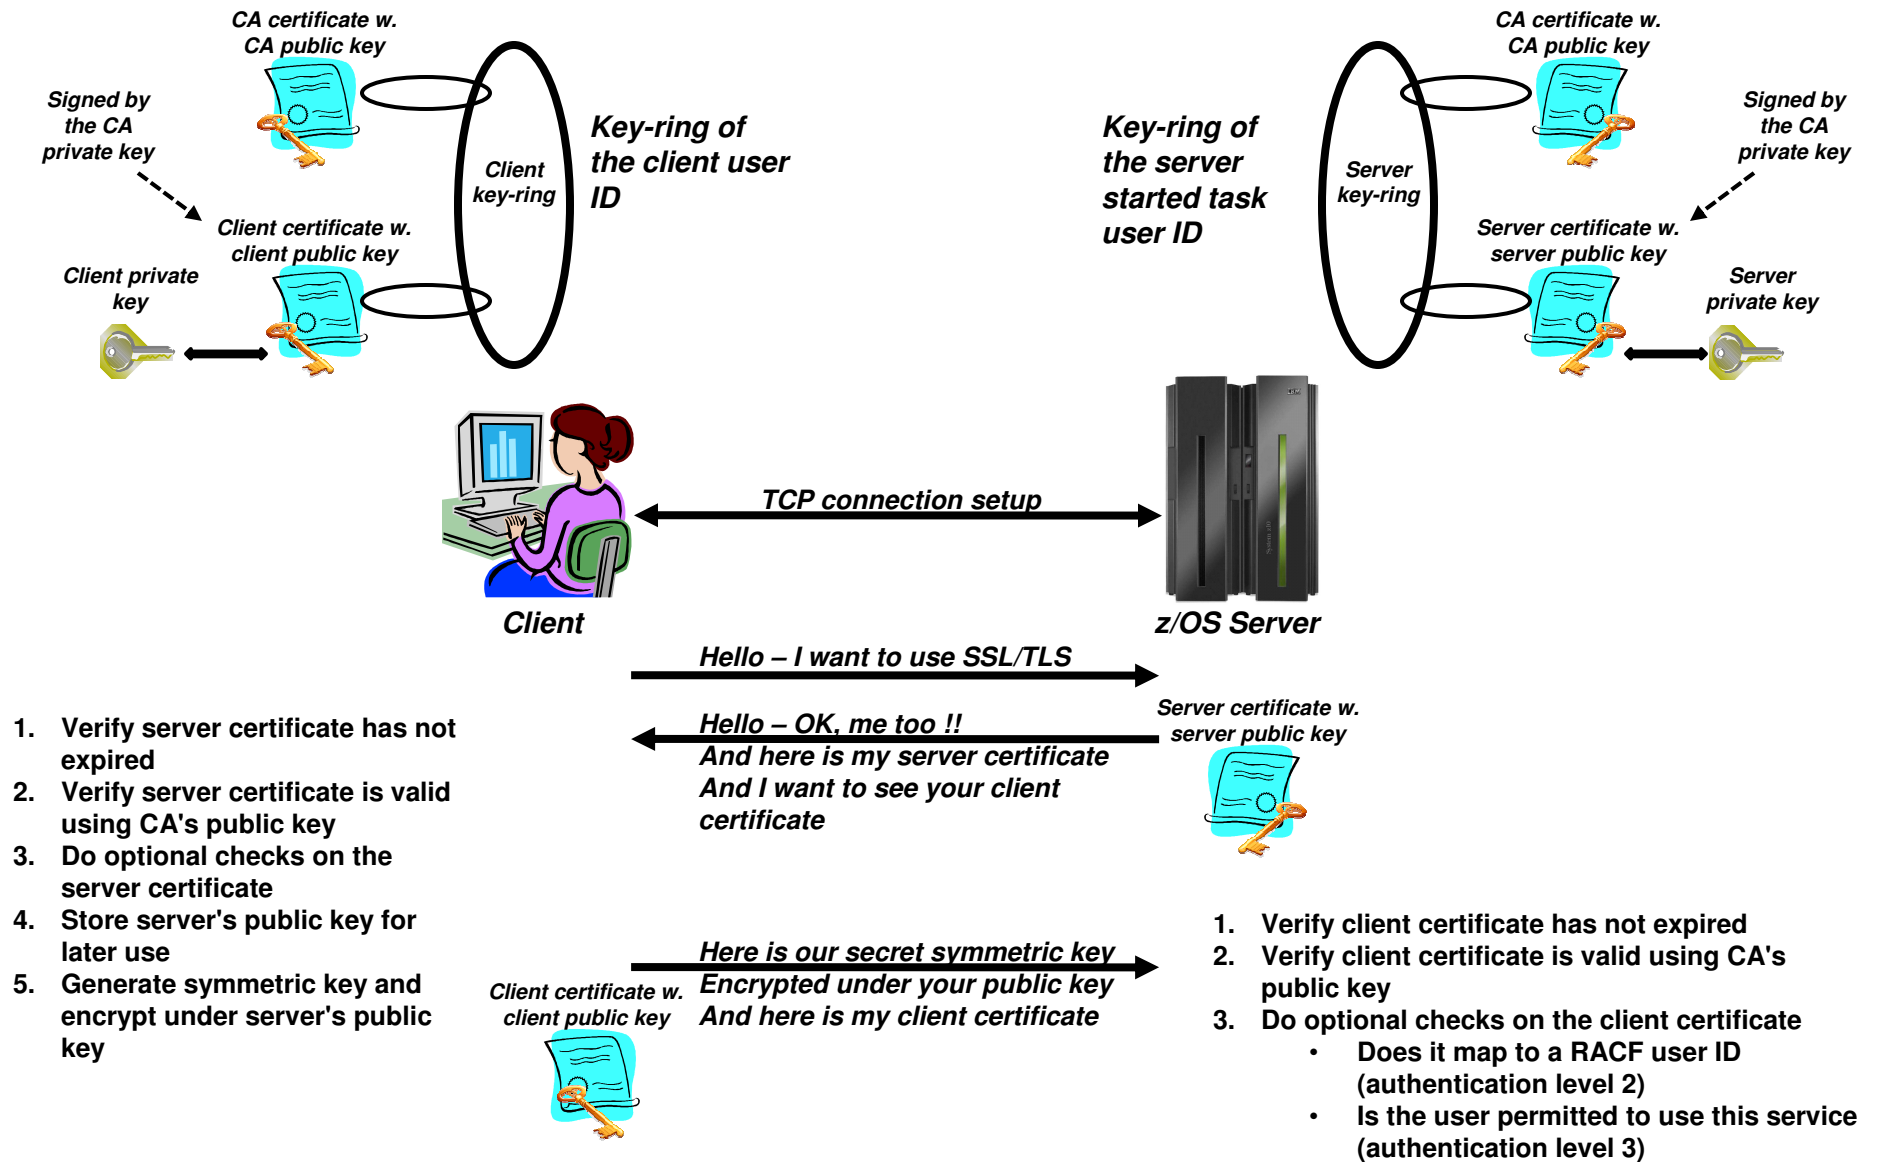 CA certificate w.
CA public key
Signed by
the CA
private key
Client
key-ring
Key-ring of
the client user
ID
Client certificate w.
client public key
Client private
key
CA certificate w.
CA public key
Key-ring of
the server
started task
user ID
Server
key-ring
Signed by
the CA
private key
Server certificate w.
server public key
Server
private key
TCP connection setup
IBM
System z10
Client
z/OS Server
Hello – I want to use SSL/TLS
Hello – OK, me too !!
And here is my server certificate
And I want to see your client
certificate
Server certificate w.
server public key
1. Verify server certificate has not
expired
2. Verify server certificate is valid
using CA's public key
3. Do optional checks on the
server certificate
4. Store server's public key for
later use
5. Generate symmetric key and
encrypt under server's public
key
Client certificate w.
client public key
Here is our secret symmetric key
Encrypted under your public key
And here is my client certificate
1. Verify client certificate has not expired
2. Verify client certificate is valid using CA's
public key
3. Do optional checks on the client certificate
• Does it map to a RACF user ID
(authentication level 2)
• Is the user permitted to use this service
(authentication level 3)